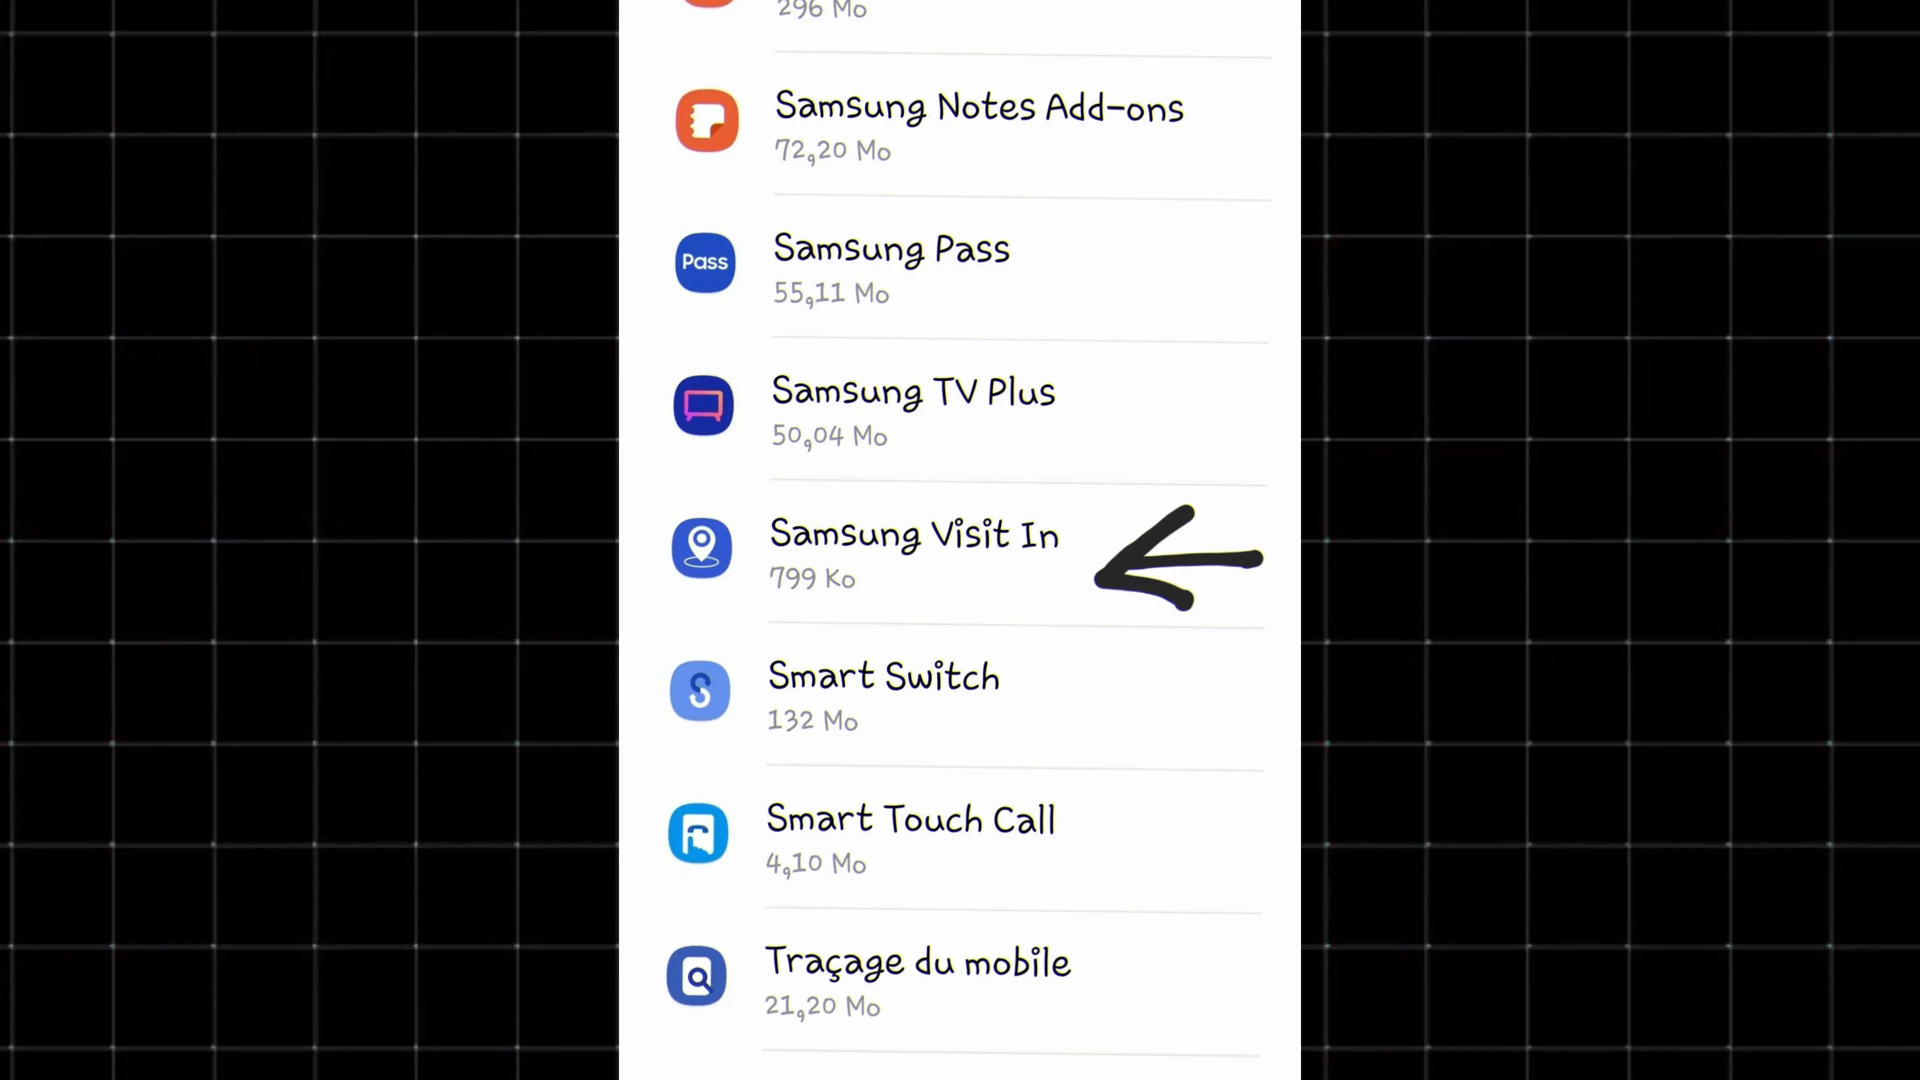 296 Mo
Samsung Notes Add-ons
72,20 Mo
Pass
Samsung Pass
55,11 Mo
Samsung TV Plus
50,04 Mo
Samsung Visit In
799 Ko
Smart Switch
132 Mo
Smart Touch Call
4,10 Mo
Traçage du mobile
21,20 Mo